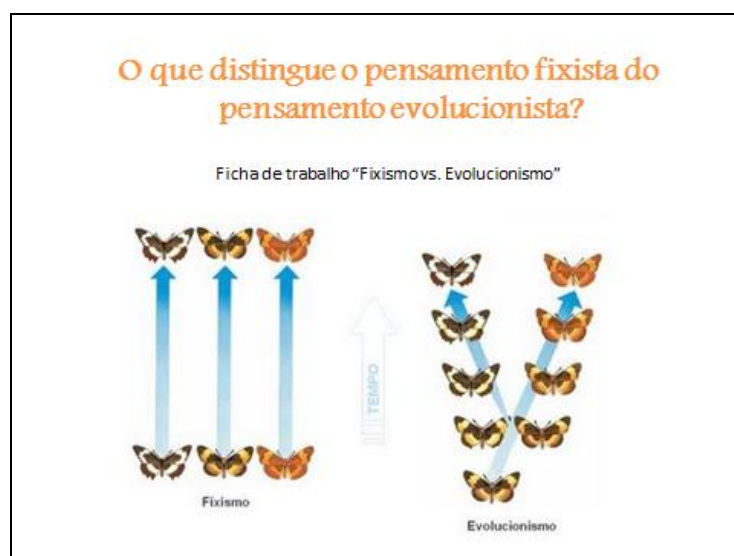 O que distingue o pensamento fixista do
pensamento evolucionista?
Ficha de trabalho “Fixismo vs. Evolucionismo”
TEMPO
Fixismo
Evolucionismo